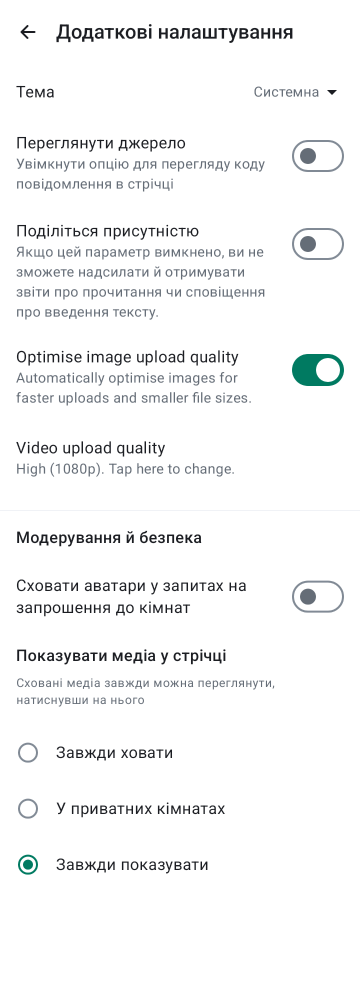 Додаткові налаштування
Тема
Системна
Переглянути джерело
Увімкнути опцію для перегляду коду
повідомлення в стрічці
Поділіться присутністю
Якщо цей параметр вимкнено, ви не
зможете надсилати й отримувати
звіти про прочитання чи сповіщення
про введення тексту.
Optimise image upload quality
Automatically optimise images for
faster uploads and smaller file sizes.
Video upload quality
High (1080p). Tap here to change.
Модерування й безпека
Сховати аватари у запитах на
запрошення до кімнат
Показувати медіа у стрічці
Сховані медіа завжди можна переглянути,
натиснувши на нього
Завжди ховати
У приватних кімнатах
Завжди показувати